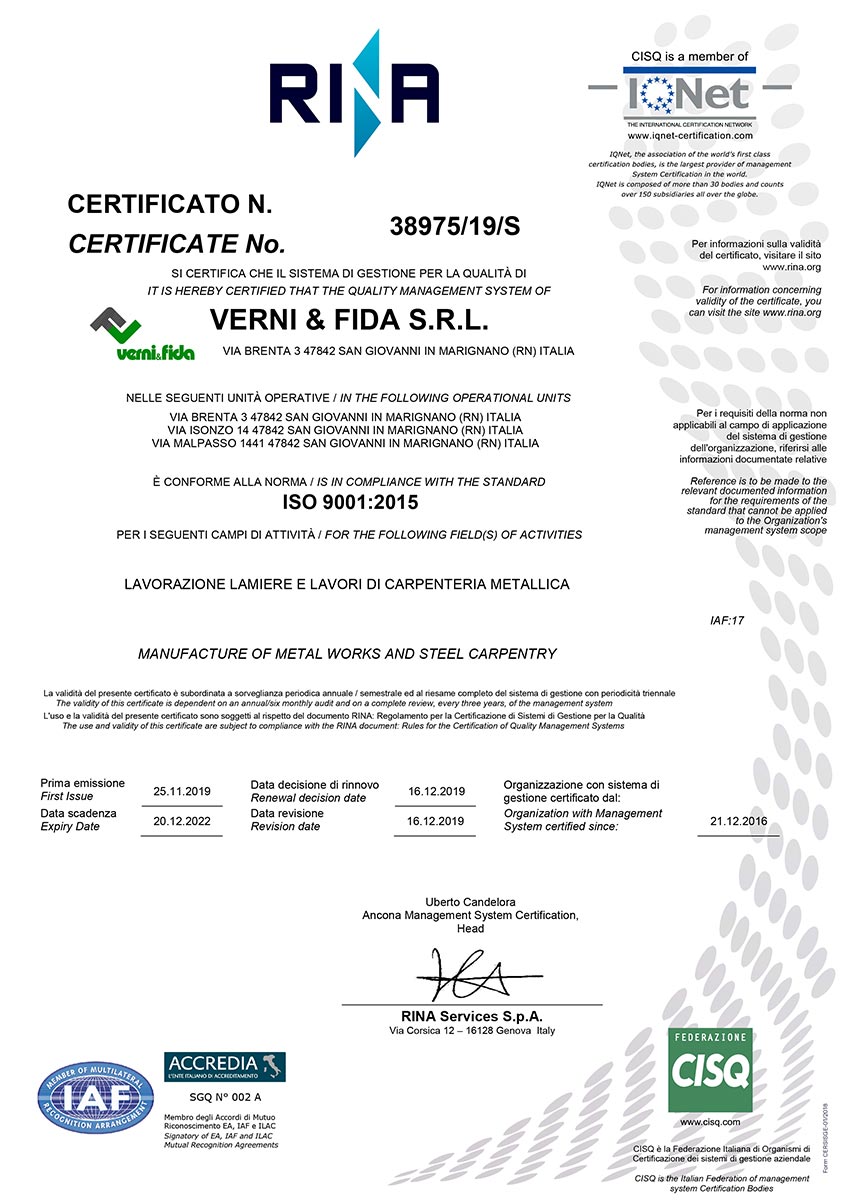 RINA
CISQ is a member of
IQNet
THE INTERNATIONAL CERTIFICATION NETWORK
www.iqnet-certification.com
IQNet, the association of the world's first class
certification bodies, is the largest provider of management
System Certification in the world.
IQNet is composed of more than 30 bodies and counts
over 150 subsidiaries all over the globe.
CERTIFICATO N.
CERTIFICATE No.
38975/19/S
Per informazioni sulla validità
del certificato, visitare il sito
www.rina.org
For information concerning
validity of the certificate, you
can visit the site www.rina.org
SI CERTIFICA CHE IL SISTEMA DI GESTIONE PER LA QUALITÀ DI
IT IS HEREBY CERTIFIED THAT THE QUALITY MANAGEMENT SYSTEM OF
verni&fida
VERNI & FIDA S.R.L.
VIA BRENTA 3 47842 SAN GIOVANNI IN MARIGNANO (RN) ITALIA
NELLE SEGUENTI UNITÀ OPERATIVE / IN THE FOLLOWING OPERATIONAL UNITS
VIA BRENTA 3 47842 SAN GIOVANNI IN MARIGNANO (RN) ITALIA
VIA ISONZO 14 47842 SAN GIOVANNI IN MARIGNANO (RN) ITALIA
VIA MALPASSO 1441 47842 SAN GIOVANNI IN MARIGNANO (RN) ITALIA
Per i requisiti della norma non
applicabili al campo di applicazione
del sistema di gestione
dell'organizzazione, riferirsi alle
informazioni documentate relative
Reference is to be made to the
relevant documented information
for the requirements of the
standard that cannot be applied
to the Organization's
management system scope
È CONFORME ALLA NORMA / IS IN COMPLIANCE WITH THE STANDARD
ISO 9001:2015
PER I SEGUENTI CAMPI DI ATTIVITÀ / FOR THE FOLLOWING FIELD(S) OF ACTIVITIES
LAVORAZIONE LAMIERE E LAVORI DI CARPENTERIA METALLICA
IAF:17
MANUFACTURE OF METAL WORKS AND STEEL CARPENTRY
La validità del presente certificato è subordinata a sorveglianza periodica annuale / semestrale ed al riesame completo del sistema di gestione con periodicità triennale
The validity of this certificate is dependent on an annual/six monthly audit and on a complete review, every three years, of the management system
L'uso e la validità del presente certificato sono soggetti al rispetto del documento RINA: Regolamento per la Certificazione di Sistemi di Gestione per la Qualità
The use and validity of this certificate are subject to compliance with the RINA document: Rules for the Certification of Quality Management Systems
Prima emissione
First Issue
25.11.2019
Data decisione di rinnovo
Renewal decision date
16.12.2019
Organizzazione con sistema di
gestione certificato dal:
Data scadenza
Expiry Date
20.12.2022
Data revisione
Revision date
16.12.2019
Organization with Management
System certified since:
21.12.2016
Uberto Candelora
Ancona Management System Certification,
Head
RINA Services S.p.A.
Via Corsica 12 – 16128 Genova Italy
MEMBER OF MULTILATERAL
IAF
RECOGNITION ARRANGEMENT
ACCREDIA
L'ENTE ITALIANO DI ACCREDITAMENTO
SGQ N° 002 A
Membro degli Accordi di Mutuo
Riconoscimento EA, IAF e ILAC
Signatory of EA, IAF and ILAC
Mutual Recognition Agreements
FEDERAZIONE
CISQ
www.cisq.com
CISQ è la Federazione Italiana di Organismi di
Certificazione dei sistemi di gestione aziendale
CISQ is the Italian Federation of management
system Certification Bodies
Form CERSISGE-01/2018